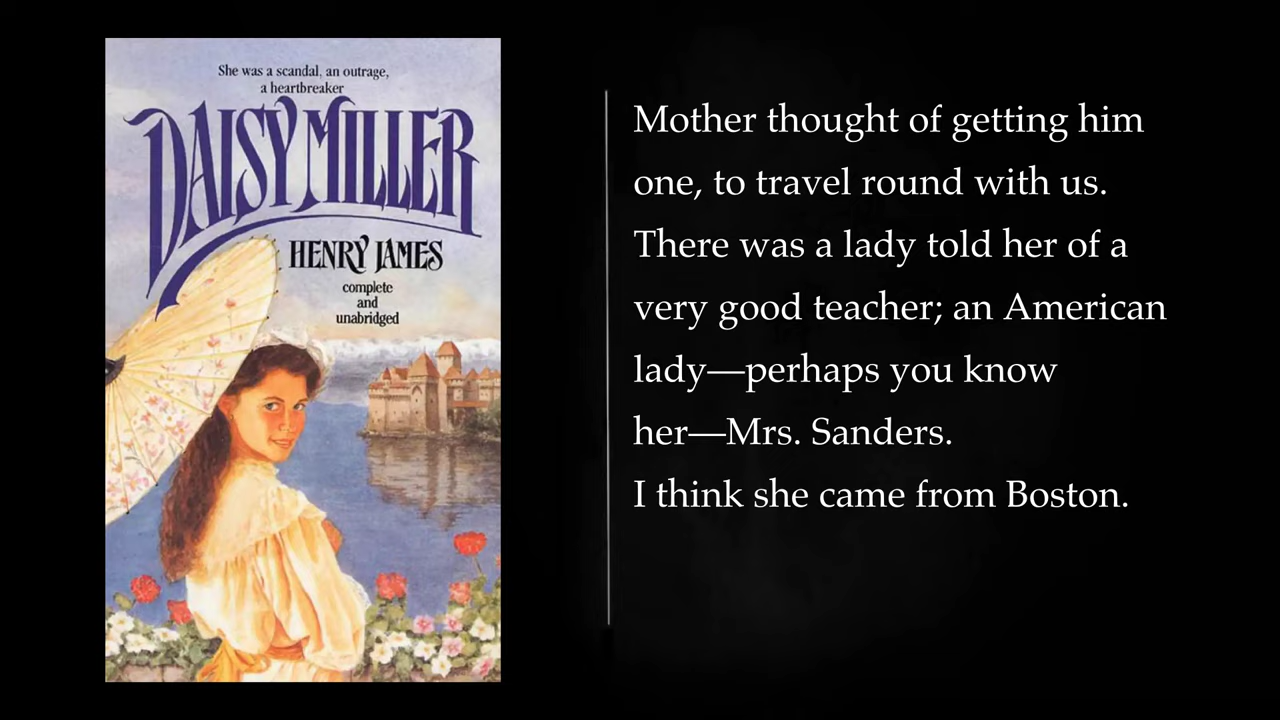 She was a scandal, an outrage,
a heartbreaker
DAISY MILLER
HENRY JAMES
complete
and
unabridged
Mother thought of getting him
one, to travel round with us.
There was a lady told her of a
very good teacher; an American
lady—perhaps you know
her—Mrs. Sanders.
I think she came from Boston.